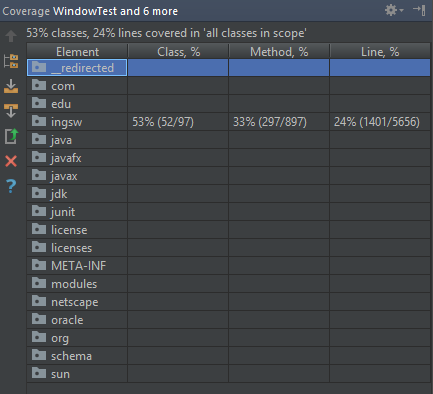 Coverage WindowTest and 6 more
53% classes, 24% lines covered in 'all classes in scope'
Element Class, % Method, % Line, %
__redirected
com
edu
ingsw 53% (52/97) 33% (297/897) 24% (1401/5656)
java
javafx
javax
jdk
junit
license
licenses
META-INF
modules
netscape
oracle
org
schema
sun